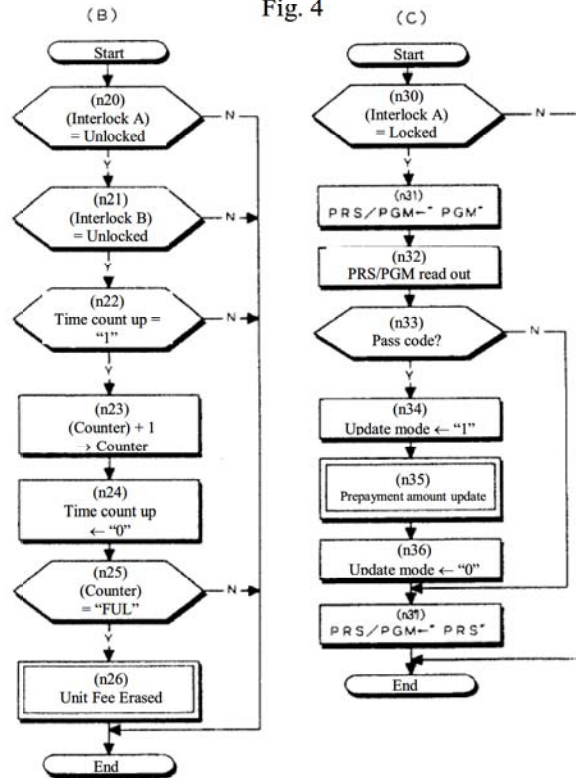 Fig. 4
(B)
Start
(n20)
(Interlock A)
= Unlocked
N
Y
(n21)
(Interlock B)
= Unlocked
N
Y
(n22)
Time count up =
“1”
N
Y
(n23)
(Counter) + 1
→ Counter
(n24)
Time count up
← “0”
(n25)
(Counter)
= “FUL”
N
Y
(n26)
Unit Fee Erased
End
(C)
Start
(n30)
(Interlock A)
= Locked
N
Y
(n31)
PRS/PGM←" PGM"
(n32)
PRS/PGM read out
(n33)
Pass code?
N
Y
(n34)
Update mode ← “1”
(n35)
Prepayment amount update
(n36)
Update mode ← “0”
(n37)
PRS/PGM←" PRS"
End